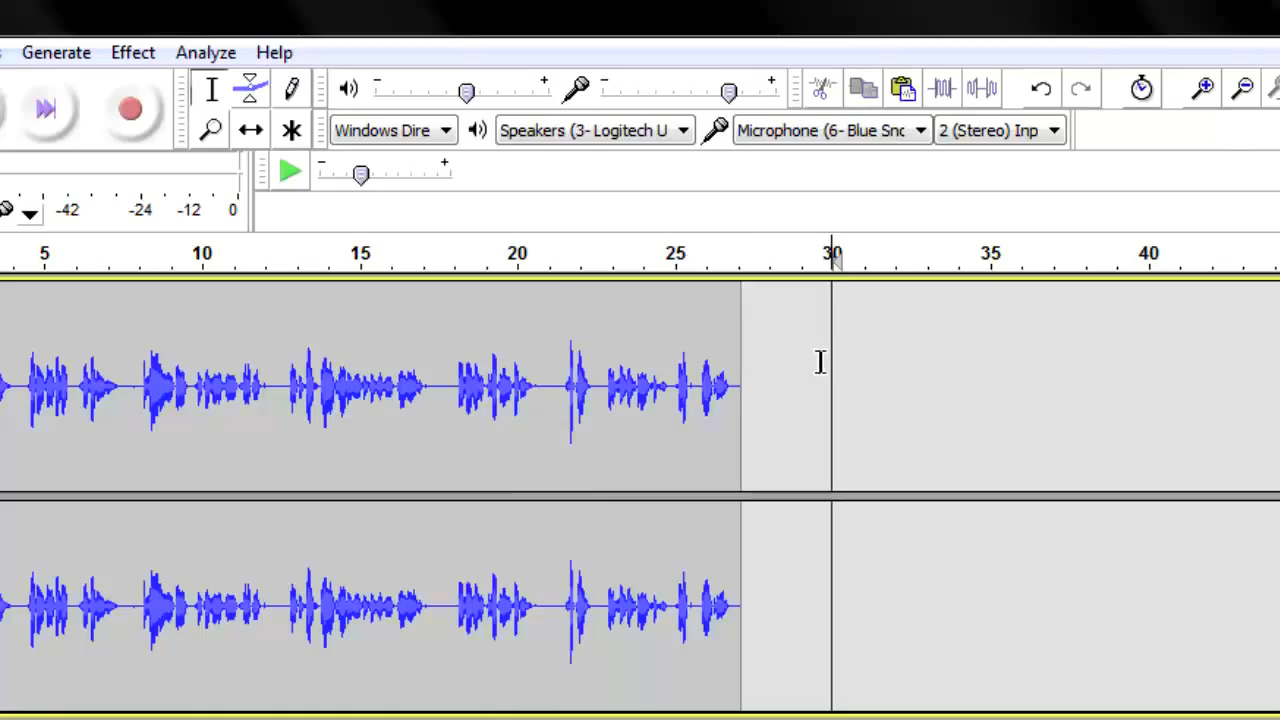 Generate Effect Analyze Help
Windows Dire Speakers (3- Logitech U Microphone (6- Blue Snc 2 (Stereo) Inp
-42 -24 -12 0
5 10 15 20 25 30 35 40